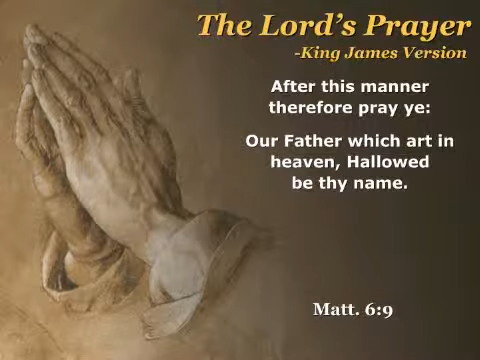 The Lord's Prayer
-King James Version
After this manner
therefore pray ye:
Our Father which art in
heaven, Hallowed
be thy name.
Matt. 6:9